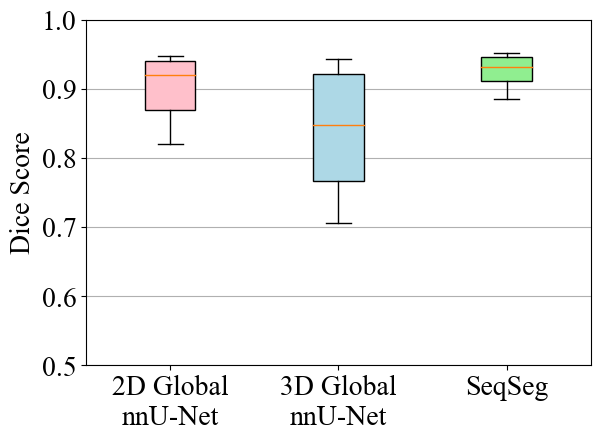 1.0
0.9
0.8
0.7
0.6
0.5
Dice Score
2D Global
nnU-Net
3D Global
nnU-Net
SeqSeg